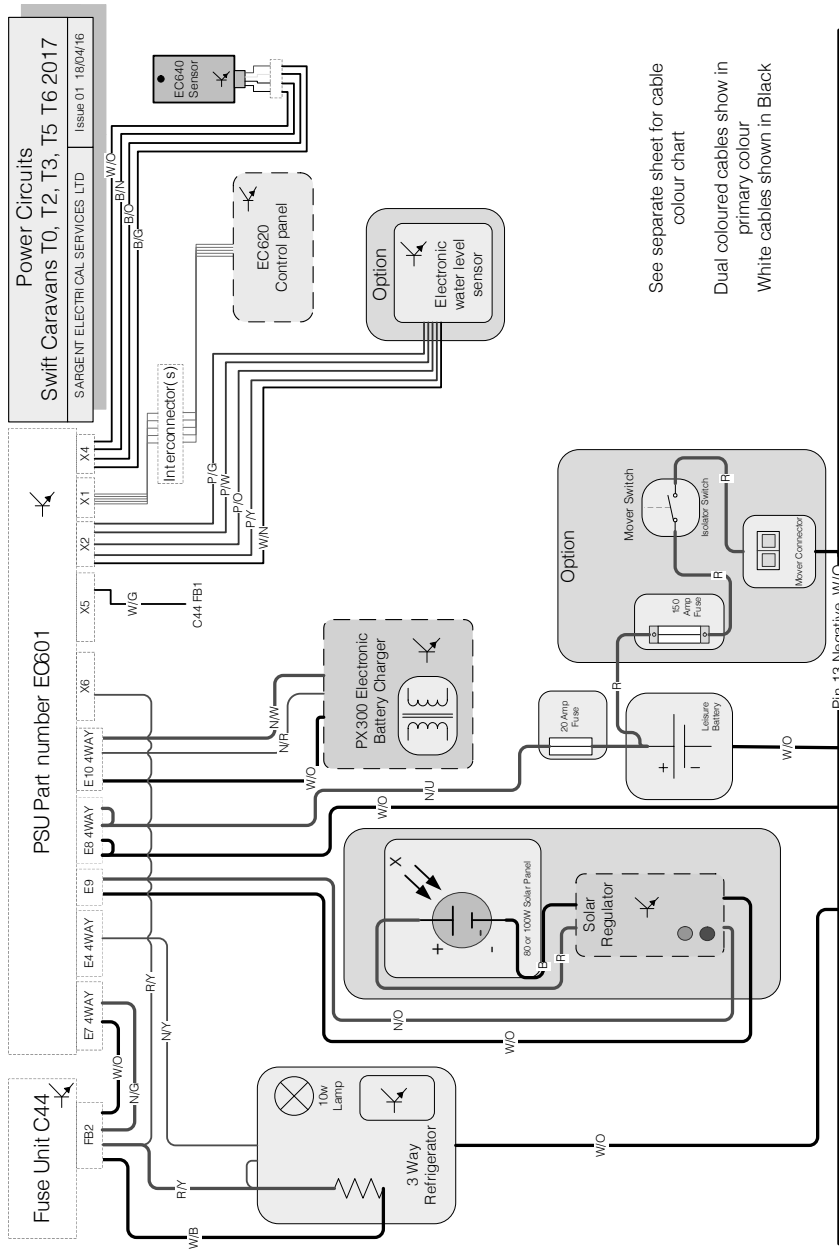 Power Circuits
Swift Caravans T0, T2, T3, T5 T6 2017
SARGENT ELECTRICAL SERVICES LTD
Issue 01 18/04/16
Fuse Unit C44
FB2
PSU Part number EC601
E7 4WAY
E4 4WAY
E9
E8 4WAY
E10 4WAY
X6
X5
X2
X1
X4
W/O
N/G
R/Y
N/Y
R/Y
W/B
W/G
C44 FB1
N/W
N/R
W/O
N/U
W/O
P/G
P/W
P/O
P/Y
W/N
Interconnector(s)
W/O
B/N
B/O
B/G
EC640
Sensor
EC620
Control panel
Option
Electronic
water level
sensor
PX300 Electronic
Battery Charger
10w
Lamp
3 Way
Refrigerator
W/O
N/O
W/O
X
+
-
-
80 or 100W Solar Panel
B
R
Solar
Regulator
20 Amp
Fuse
+
-
Leisure
Battery
W/O
R
Option
150
Amp
Fuse
R
Mover Switch
Isolator Switch
R
Mover Connector
Pin 13 Negative W/O
See separate sheet for cable
colour chart
Dual coloured cables show in
primary colour
White cables shown in Black